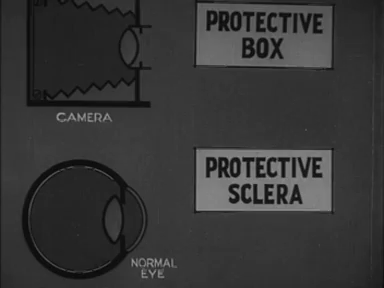 PROTECTIVE
BOX
CAMERA
PROTECTIVE
SCLERA
NORMAL
EYE